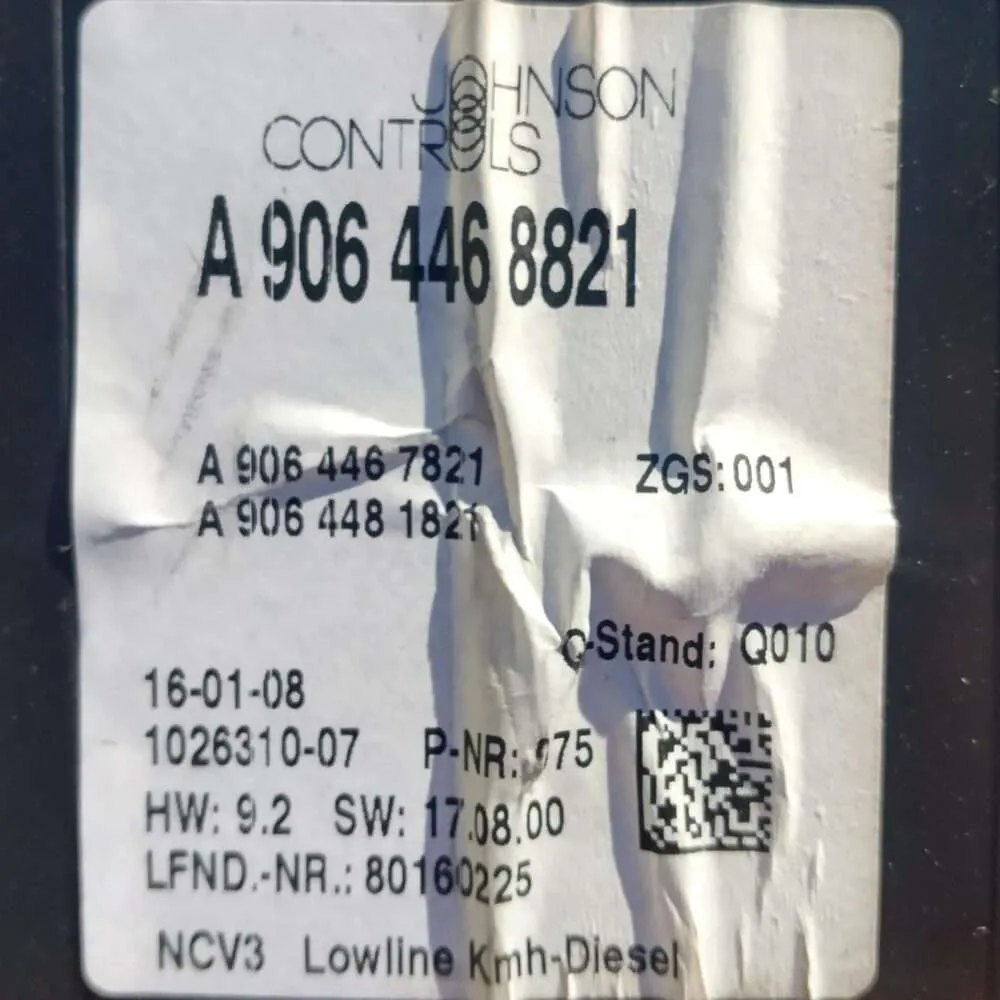 JOHNSON
CONTROLS
A 906 446 8821
A 906 446 7821 ZGS:001
A 906 448 1821
Q-Stand: Q010
16-01-08
1026310-07 P-NR:
HW: 9.2 SW: 17.08.00
LFND.-NR.: 80160225
NCV3 Lowline Kmh-Diesel